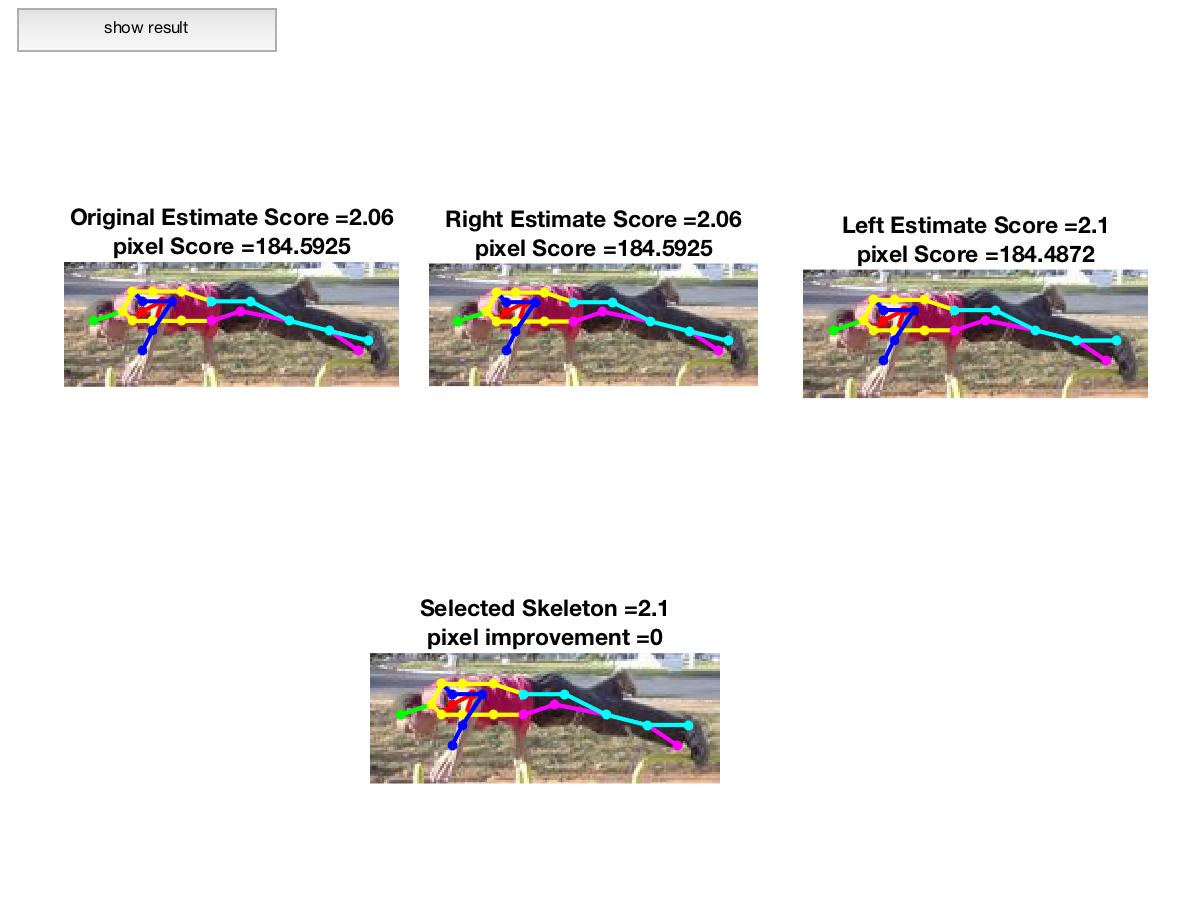 show result
Original Estimate Score =2.06
pixel Score =184.5925
Right Estimate Score =2.06
pixel Score =184.5925
Left Estimate Score =2.1
pixel Score =184.4872
Selected Skeleton =2.1
pixel improvement =0